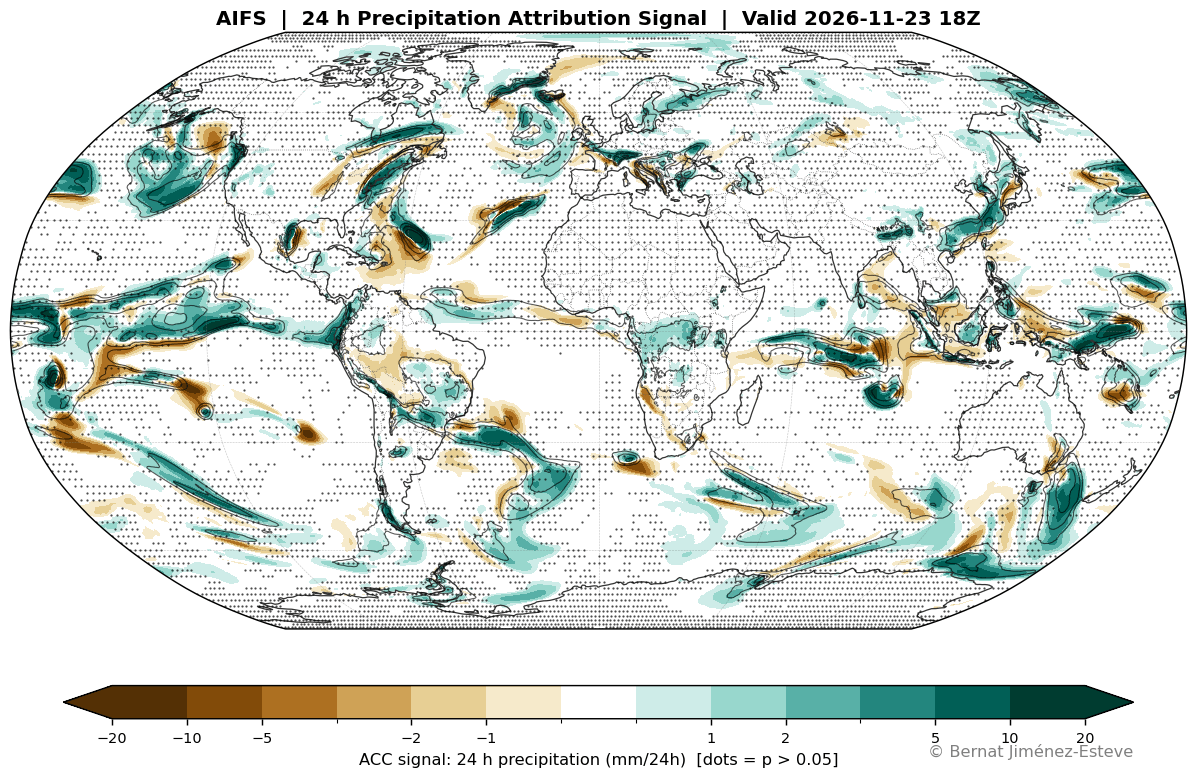 AIFS | 24 h Precipitation Attribution Signal | Valid 2026-11-23 18Z
−20 −10 −5 −2 −1 1 2 5 10 20
© Bernat Jiménez-Esteve
ACC signal: 24 h precipitation (mm/24h) [dots = p > 0.05]